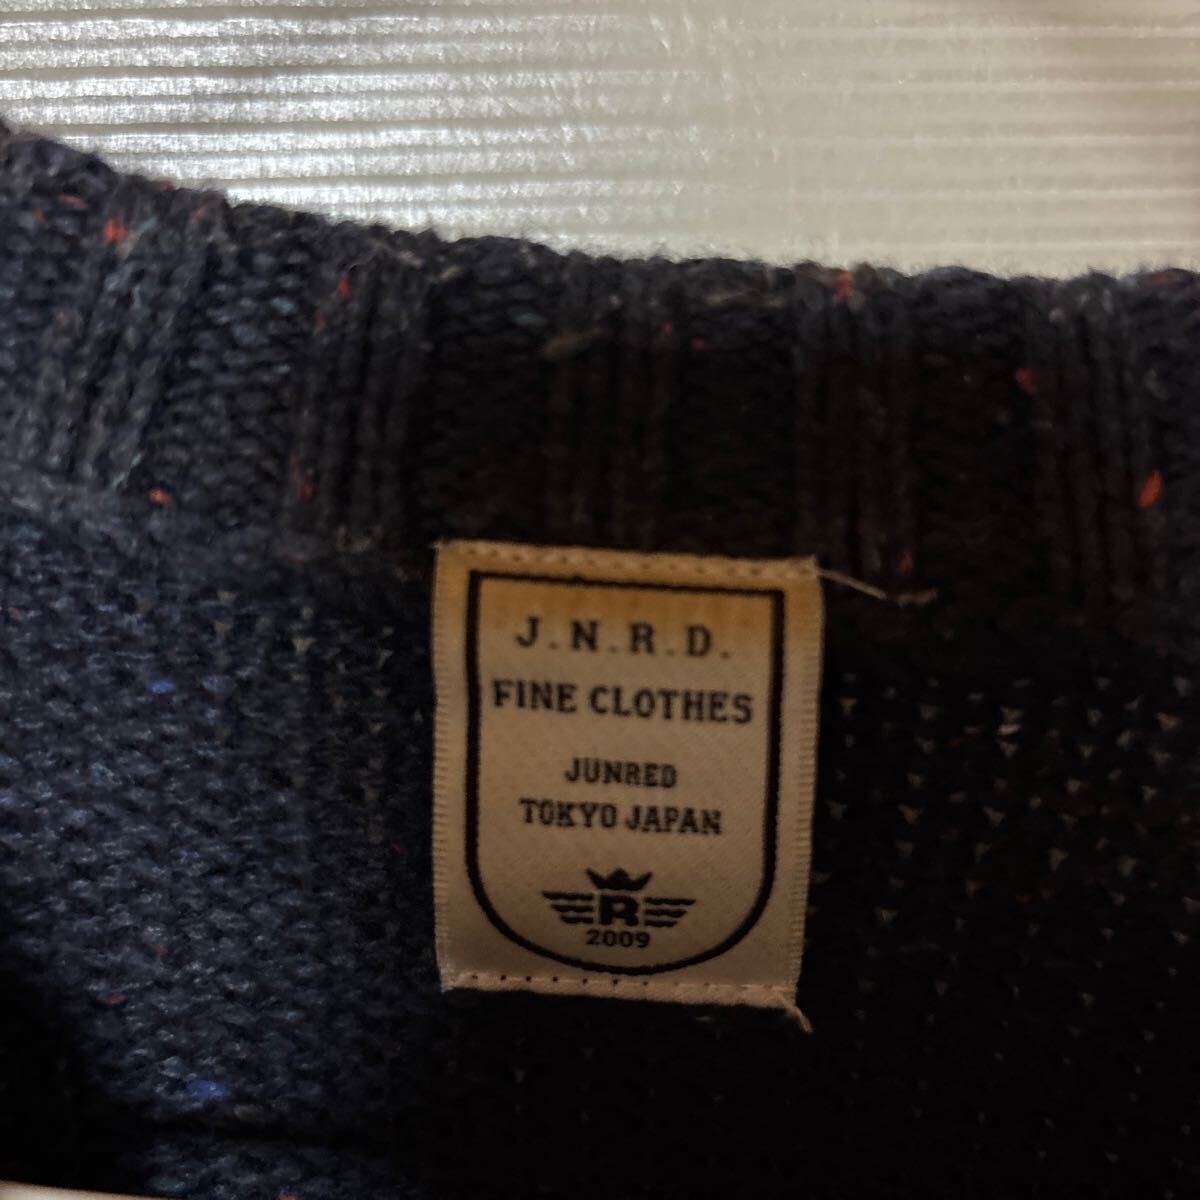 J.N.R.D.
FINE CLOTHES
JUNRED
TOKYO JAPAN
R
2009